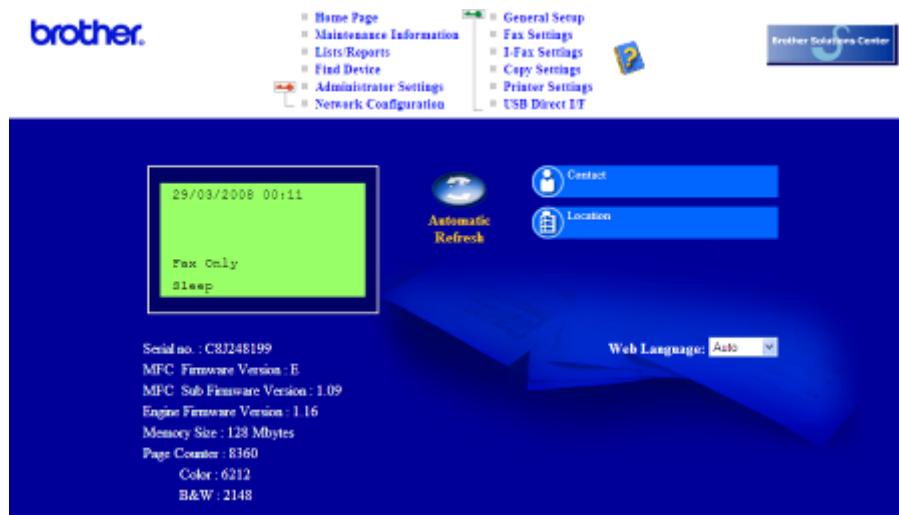 brother.
Home Page
Maintenance Information
Lists/Reports
Find Device
Administrator Settings
Network Configuration
General Setup
Fax Settings
I-Fax Settings
Copy Settings
Printer Settings
USB Direct I/F
Brother Solutions Center
29/03/2008 00:11
Fax Only
Sleep
Automatic
Refresh
Contact
Location
Web Language: Auto
Serial no. : C8J248199
MFC Firmware Version : E
MFC Sub Firmware Version : 1.09
Engine Firmware Version : 1.16
Memory Size : 128 Mbytes
Page Counter : 8360
Color : 6212
B&W : 2148